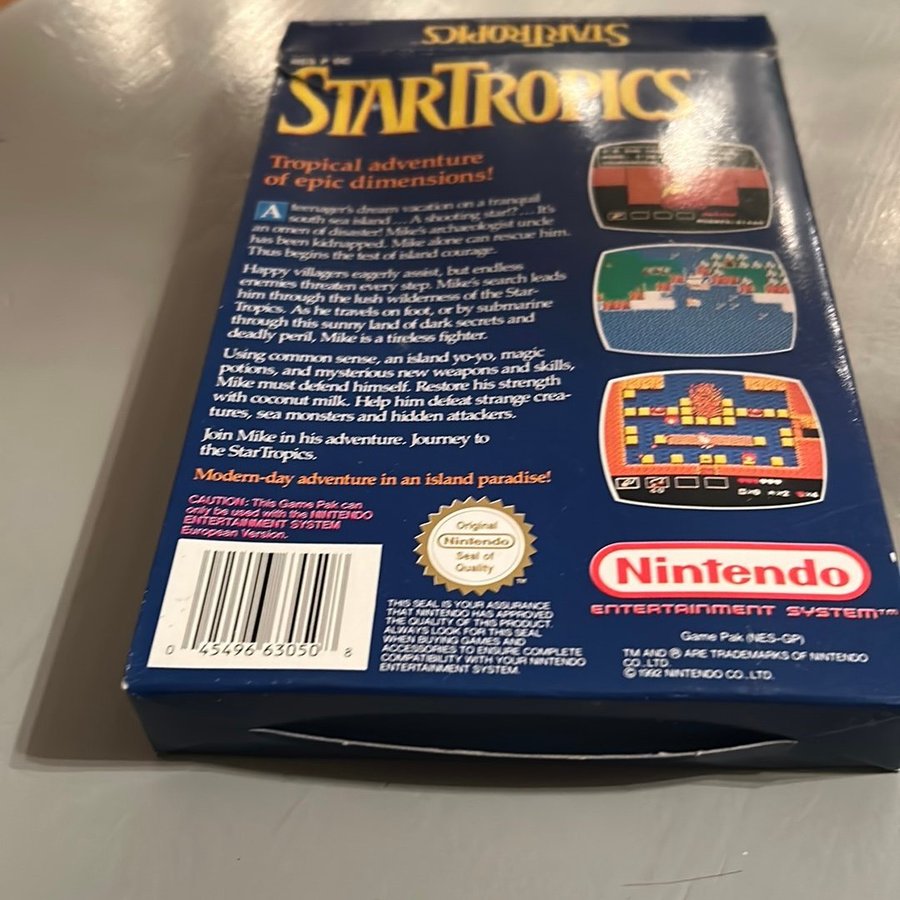 STARTROPICS
STARTROPICS
Tropical adventure
of epic dimensions!
A teenager's dream vacation on a tranquil
south sea island ... A shooting star!? ... It's
an omen of disaster! Mike's archaeologist uncle
has been kidnapped. Mike alone can rescue him.
Thus begins the test of island courage.
Happy villagers eagerly assist, but endless
enemies threaten every step. Mike's search leads
him through the lush wilderness of the Star-
Tropics. As he travels on foot, or by submarine
through this sunny land of dark secrets and
deadly peril, Mike is a tireless fighter.
Using common sense, an island yo-yo, magic
potions, and mysterious new weapons and skills,
Mike must defend himself. Restore his strength
with coconut milk. Help him defeat strange crea-
tures, sea monsters and hidden attackers.
Join Mike in his adventure. Journey to
the StarTropics.
Modern-day adventure in an island paradise!
CAUTION: This Game Pak can
only be used with the NINTENDO
ENTERTAINMENT SYSTEM
European Version.
0 45496 63050 8
Original
Nintendo
Seal of
Quality
TM
THIS SEAL IS YOUR ASSURANCE
THAT NINTENDO HAS APPROVED
THE QUALITY OF THIS PRODUCT.
ALWAYS LOOK FOR THIS SEAL
WHEN BUYING GAMES AND
ACCESSORIES TO ENSURE COMPLETE
COMPATIBILITY WITH YOUR NINTENDO
ENTERTAINMENT SYSTEM.
Nintendo
ENTERTAINMENT SYSTEM™
Game Pak (NES-GP)
TM AND ® ARE TRADEMARKS OF NINTENDO
CO., LTD.
© 1992 NINTENDO CO., LTD.